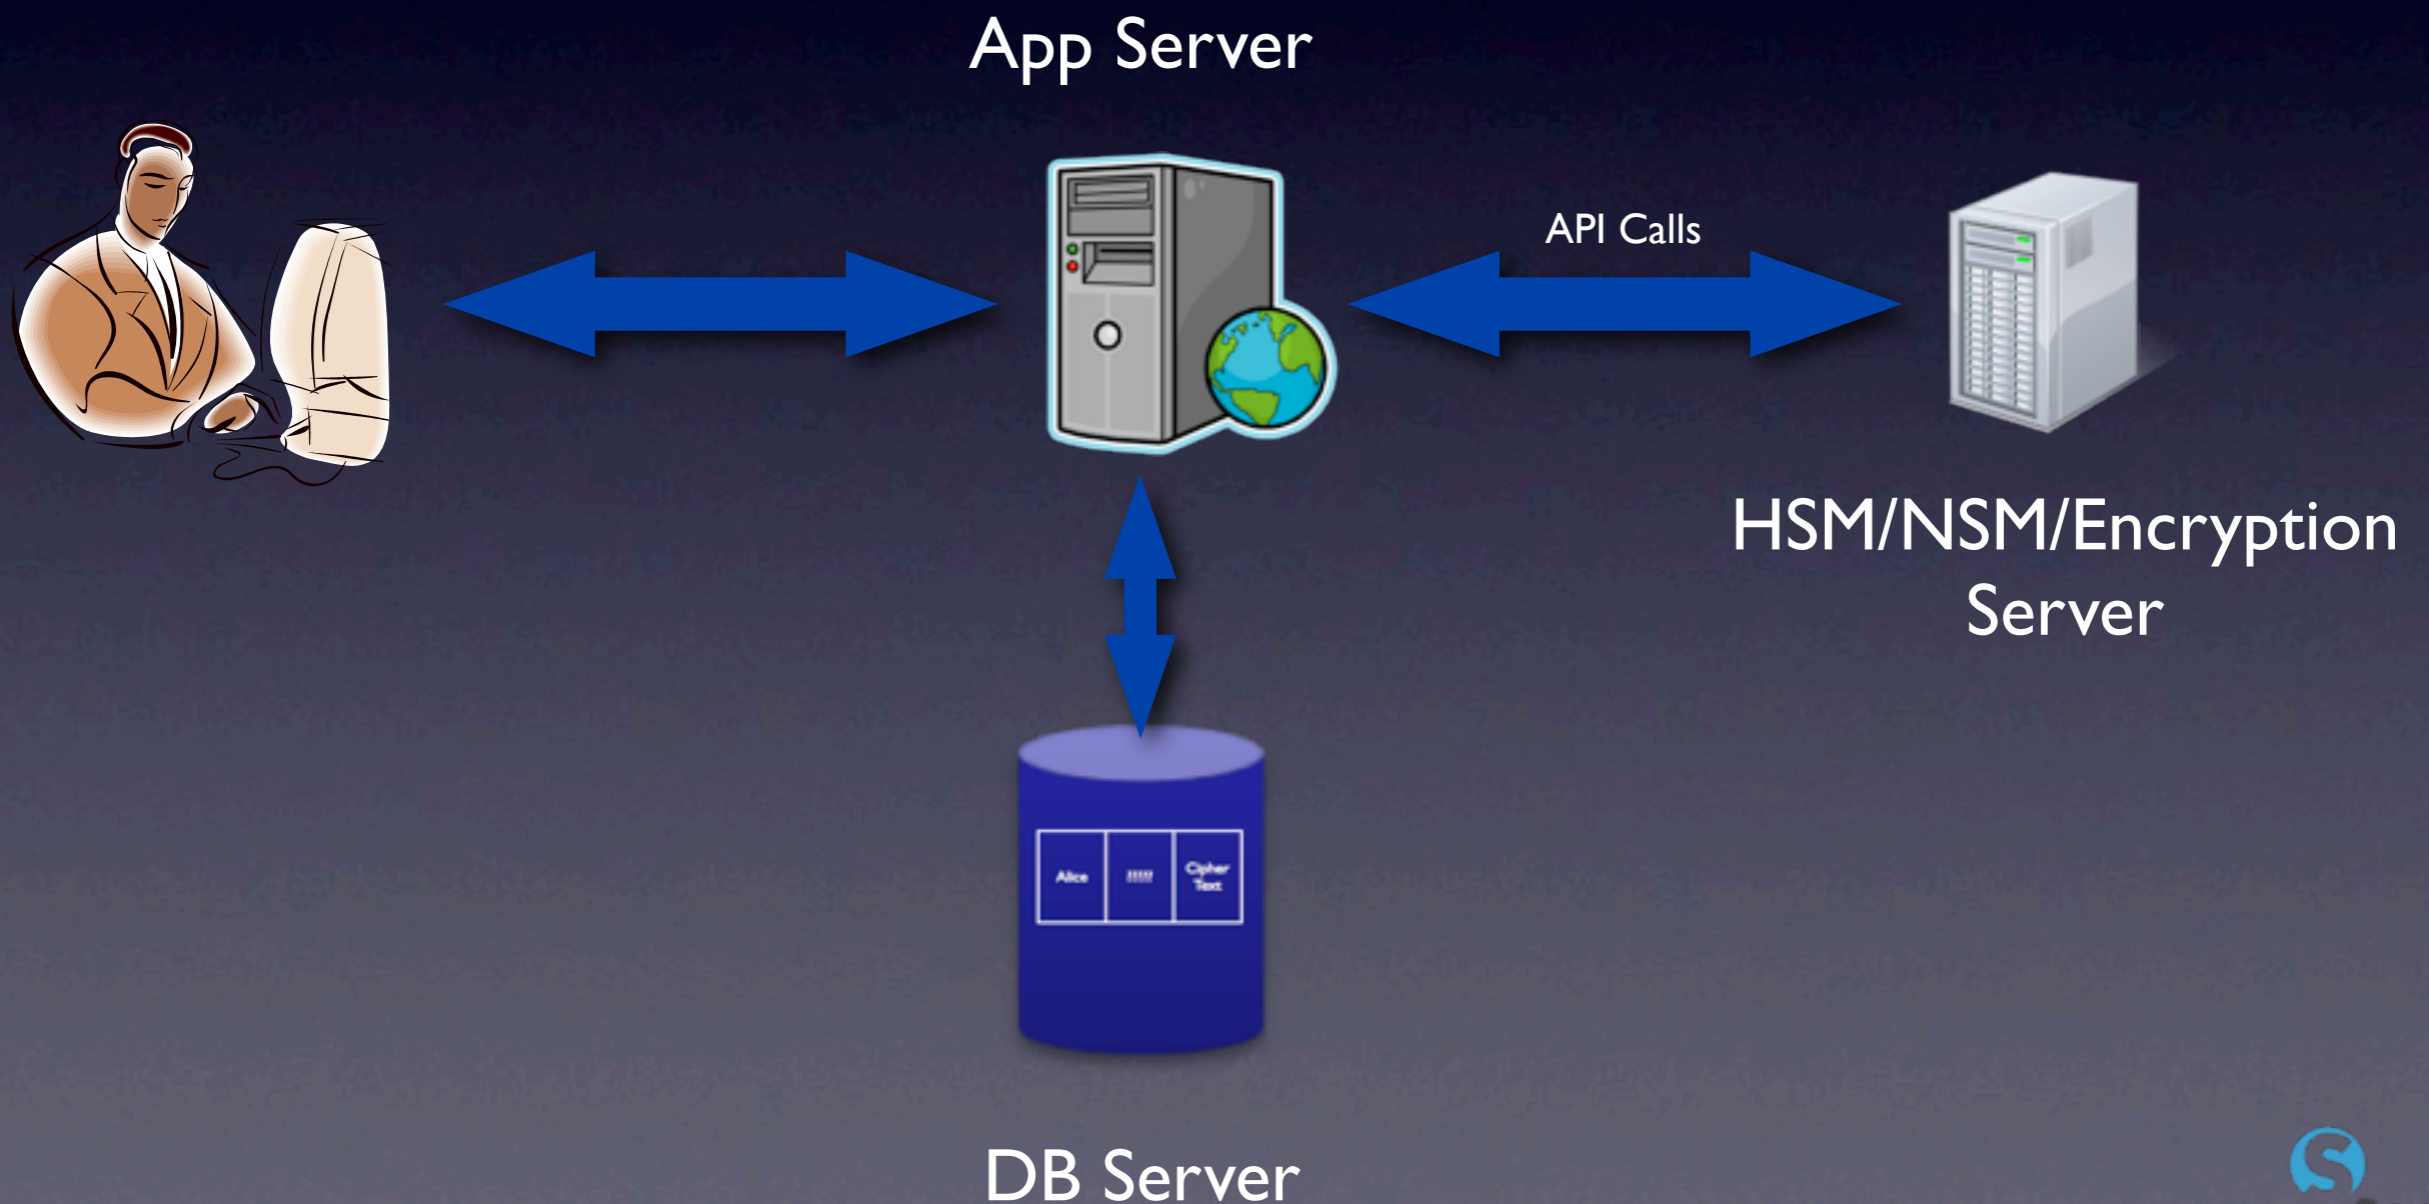 App Server
API Calls
HSM/NSM/Encryption
Server
Alice
Cipher
Text
DB Server